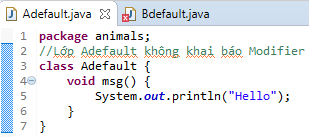 Adefault.java Bdefault.java
1 package animals;
2 //Lớp Adefault không khai báo Modifier
3 class Adefault {
4 void msg() {
5 System.out.println("Hello");
6 }
7 }